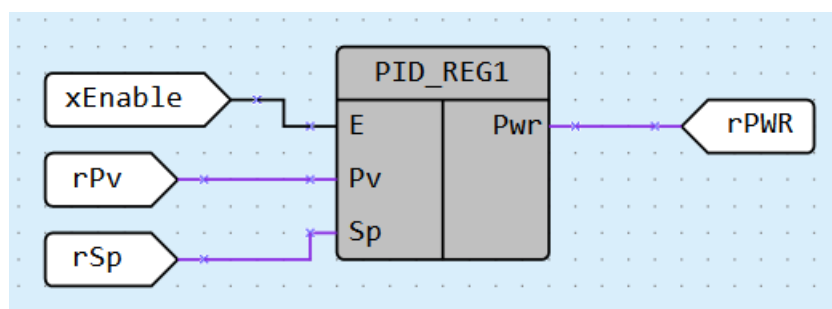 PID_REG1
xEnable
E
Pwr
rPWR
rPv
Pv
Sp
rSp